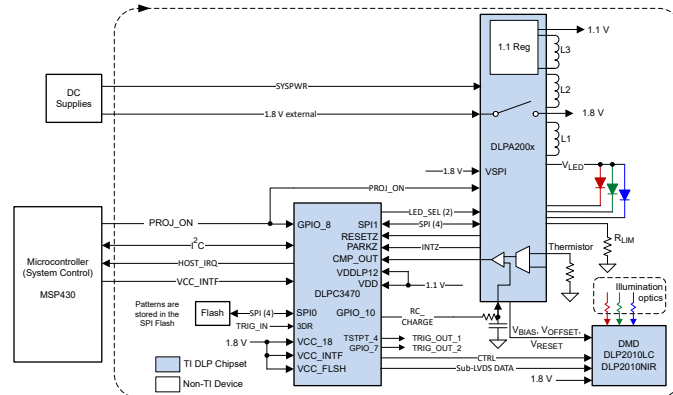 1.1 Reg
1.1 V
L3
DC
Supplies
SYSPWR
L2
1.8 V external
1.8 V
DLPA200x
L1
1.8 V
VSPI
VLED
PROJ_ON
Microcontroller
(System Control)
MSP430
PROJ_ON
GPIO_8
LED_SEL (2)
SPI1
SPI (4)
I2C
RESETZ
PARKZ
INTZ
HOST_IRQ
CMP_OUT
Thermistor
RLIM
VCC_INTF
VDDLP12
VDD
1.1 V
DLPC3470
Illumination
optics
Patterns are
stored in the
SPI Flash
Flash
SPI (4)
SPI0
GPIO_10
RC_
CHARGE
TRIG_IN
3DR
VBIAS, VOFFSET,
VRESET
1.8 V
VCC_18
TSTPT_4
TRIG_OUT_1
VCC_INTF
GPIO_7
TRIG_OUT_2
VCC_FLSH
CTRL
Sub-LVDS DATA
1.8 V
DMD
DLP2010LC
DLP2010NIR
TI DLP Chipset
Non-TI Device